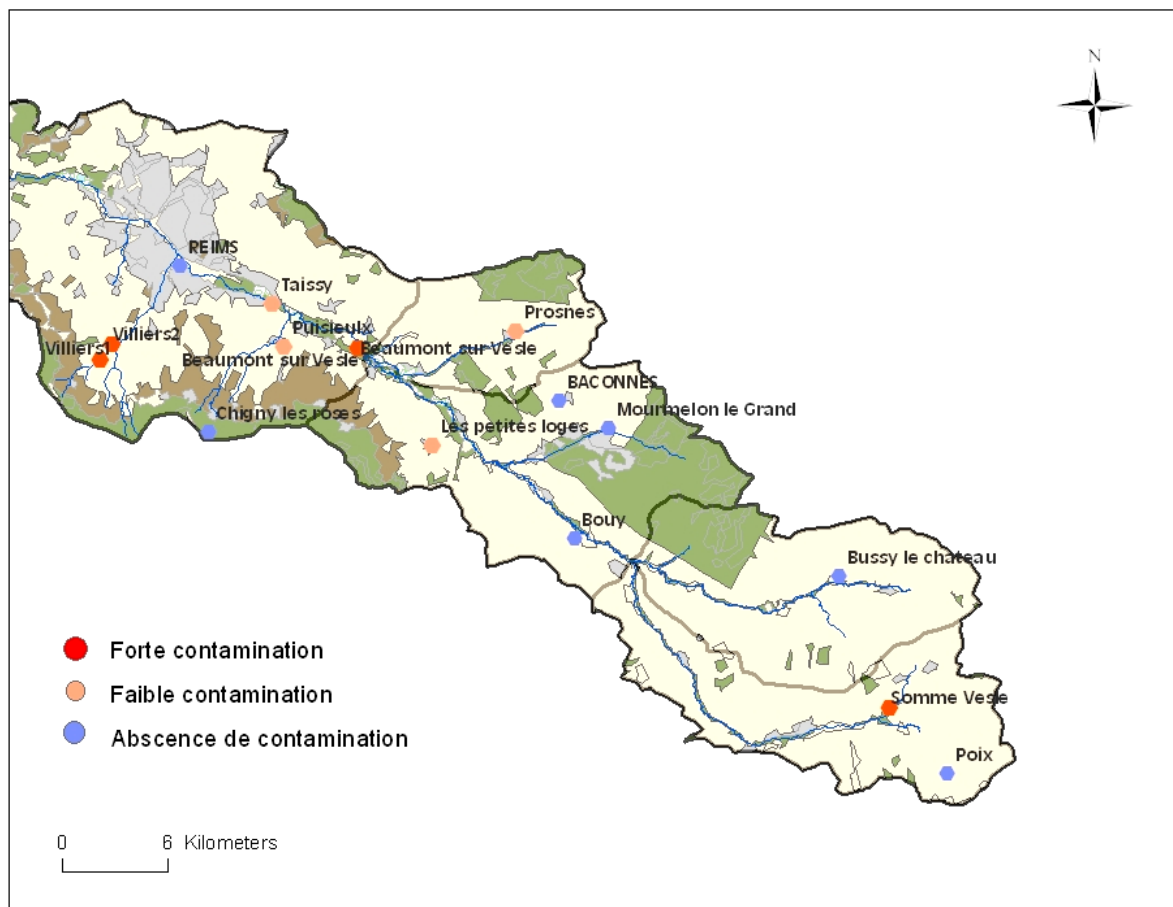 N
REIMS
Taissy
Prosnes
Puisieulx
Villiers2
Villiers1
Beaumont sur Vesle
Beaumont sur Vesle
BACONNES
Chigny les roses
Mourmelon le Grand
Les petites loges
Bouy
Bussy le chateau
Somme Vesle
Poix
Forte contamination
Faible contamination
Abscence de contamination
0 6 Kilometers